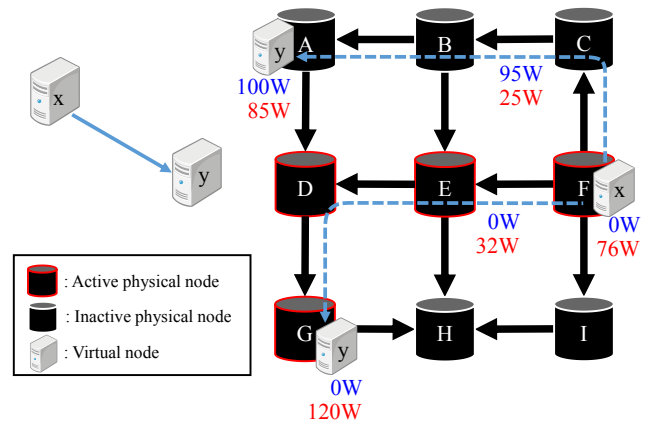 A
B
C
y
100W
85W
95W
25W
x
y
D
E
F
x
0W
32W
0W
76W
: Active physical node
: Inactive physical node
: Virtual node
G
H
I
y
0W
120W